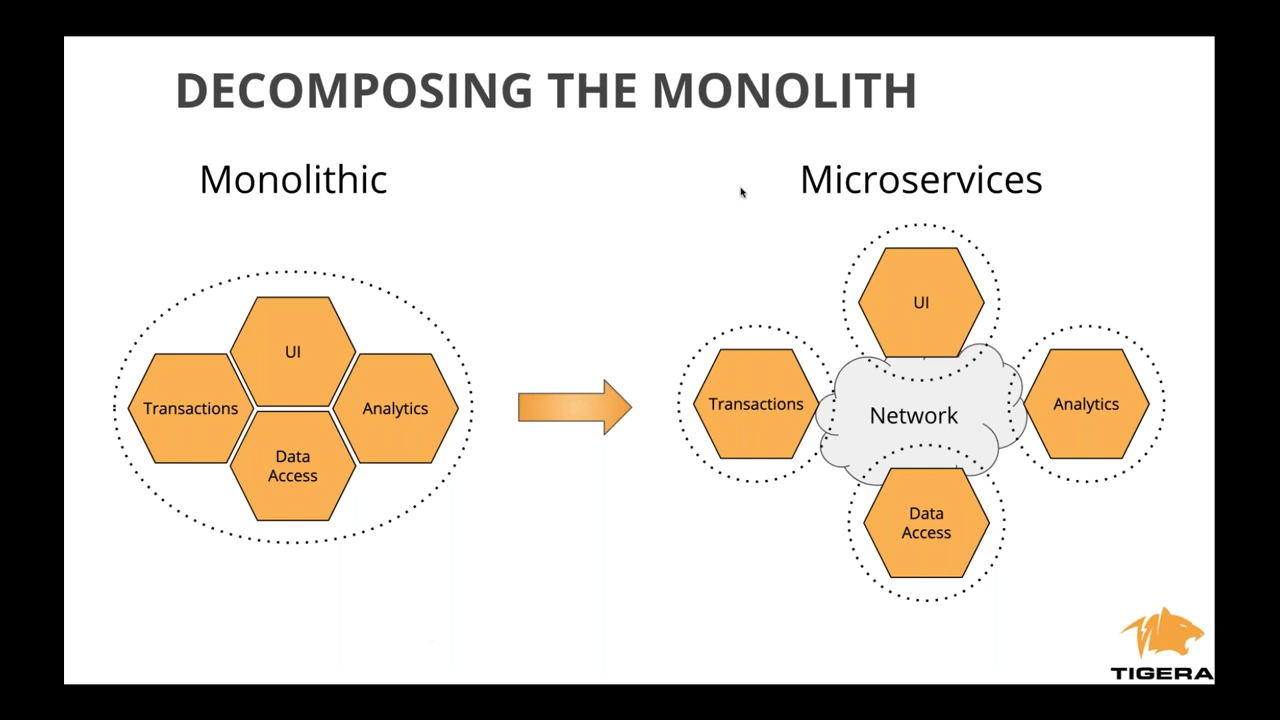 DECOMPOSING THE MONOLITH
Monolithic
Microservices
UI
Transactions
Analytics
Data
Access
UI
Transactions
Network
Analytics
Data
Access
TIGERA